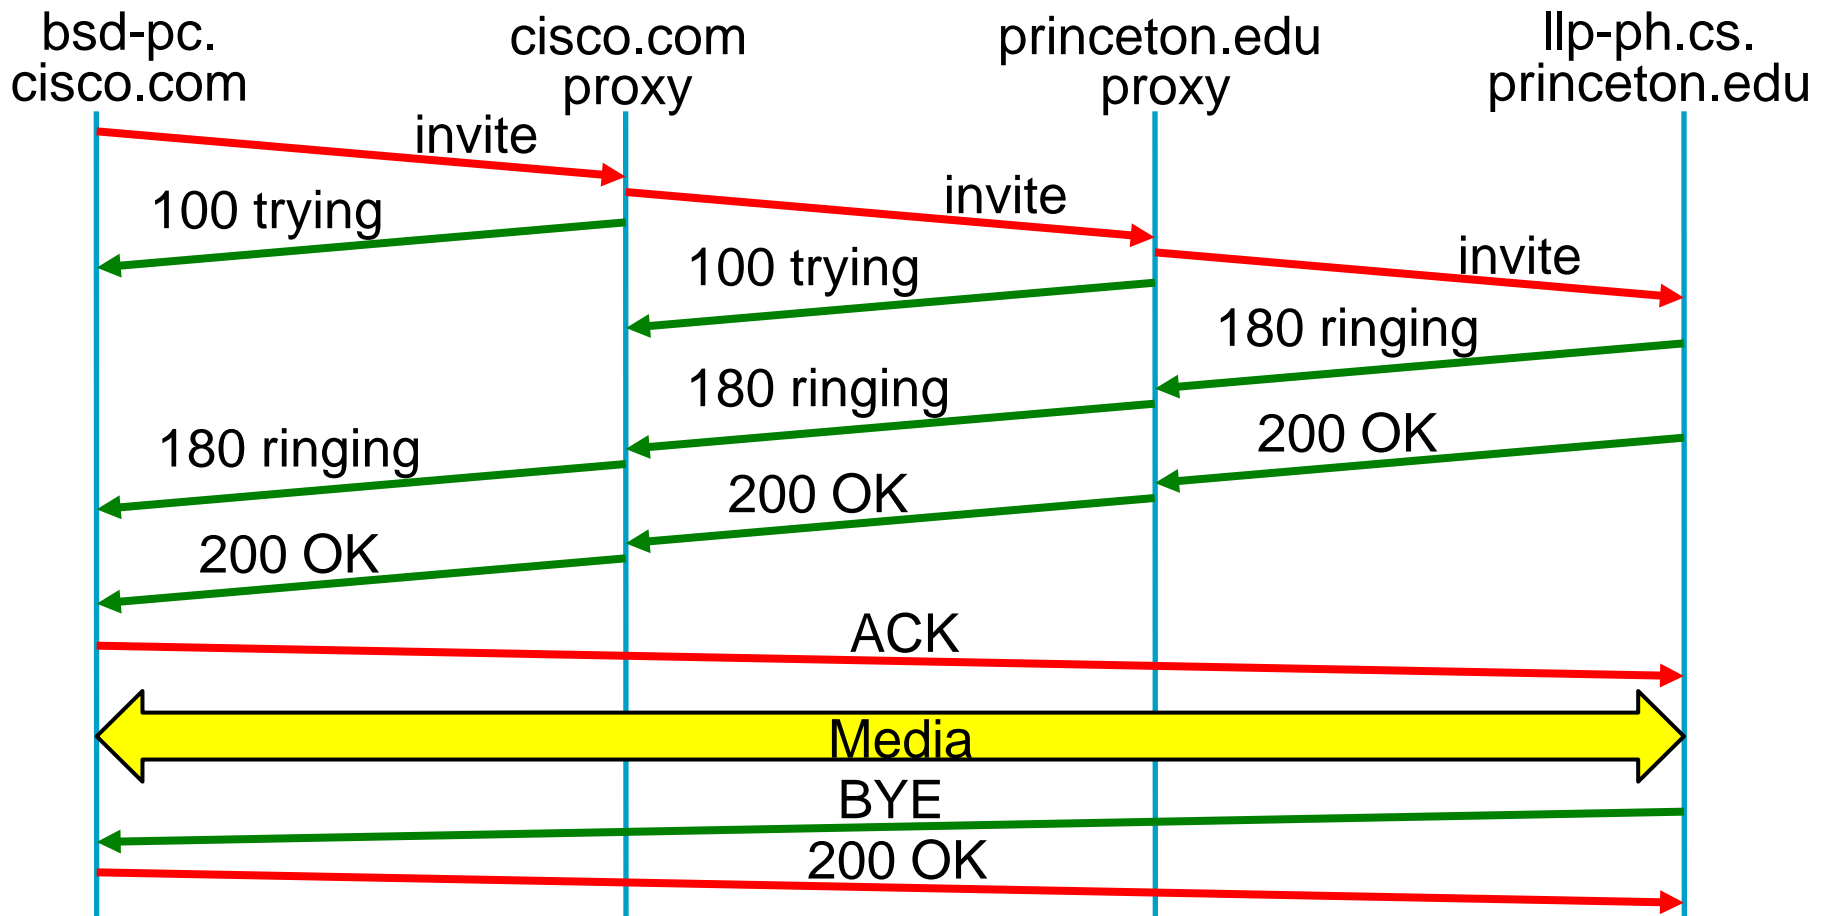 bsd-pc.
cisco.com
cisco.com
proxy
princeton.edu
proxy
llp-ph.cs.
princeton.edu
invite
invite
100 trying
invite
100 trying
180 ringing
180 ringing
200 OK
180 ringing
200 OK
200 OK
ACK
Media
BYE
200 OK